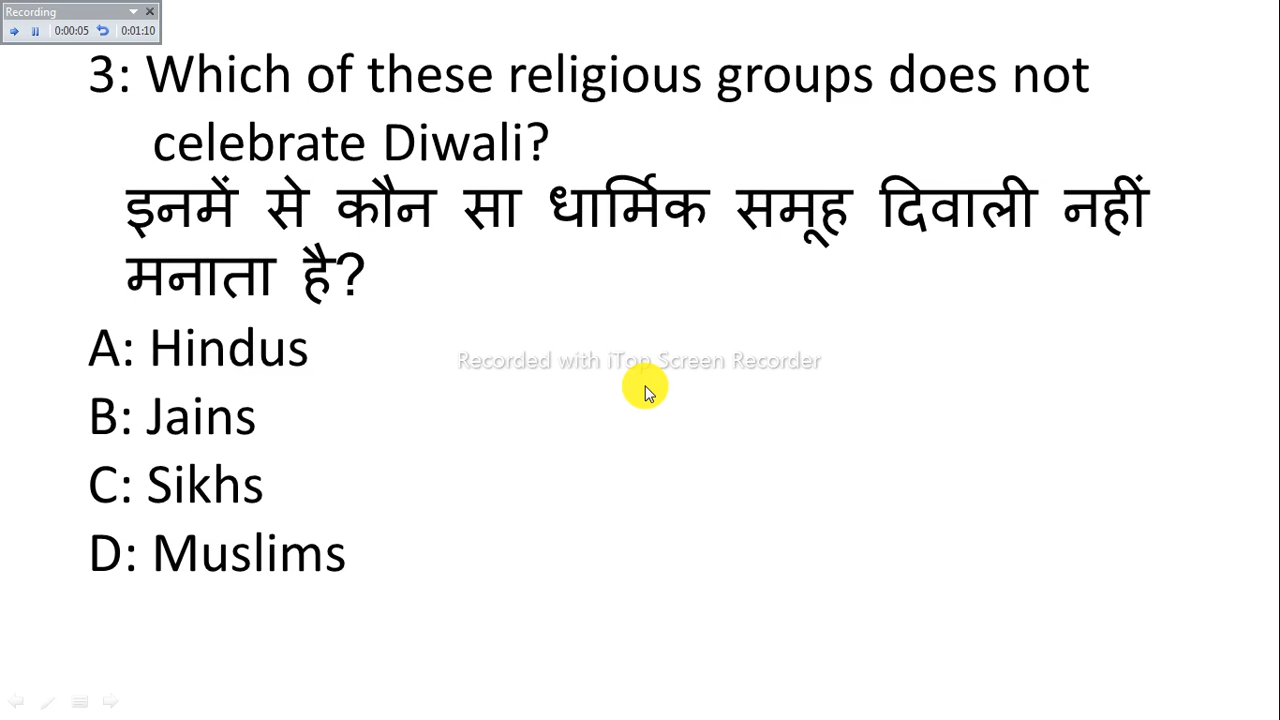 Recording
0:00:05 0:01:10
3: Which of these religious groups does not
celebrate Diwali?
इनमें से कौन सा धार्मिक समूह दिवाली नहीं
मनाता है?
A: Hindus
Recorded with iTop Screen Recorder
B: Jains
C: Sikhs
D: Muslims